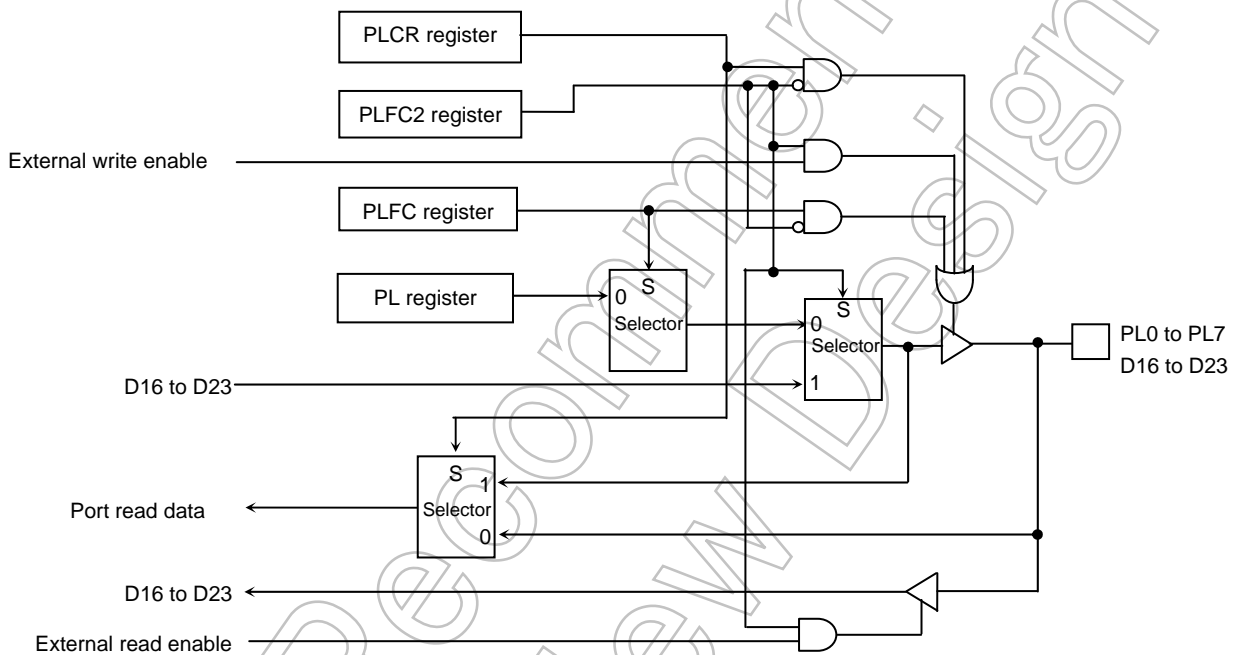 PLCR register
PLFC2 register
External write enable
PLFC register
PL register
0
S
Selector
S
0
Selector
1
PL0 to PL7
D16 to D23
D16 to D23
S
1
Selector
0
Port read data
D16 to D23
External read enable